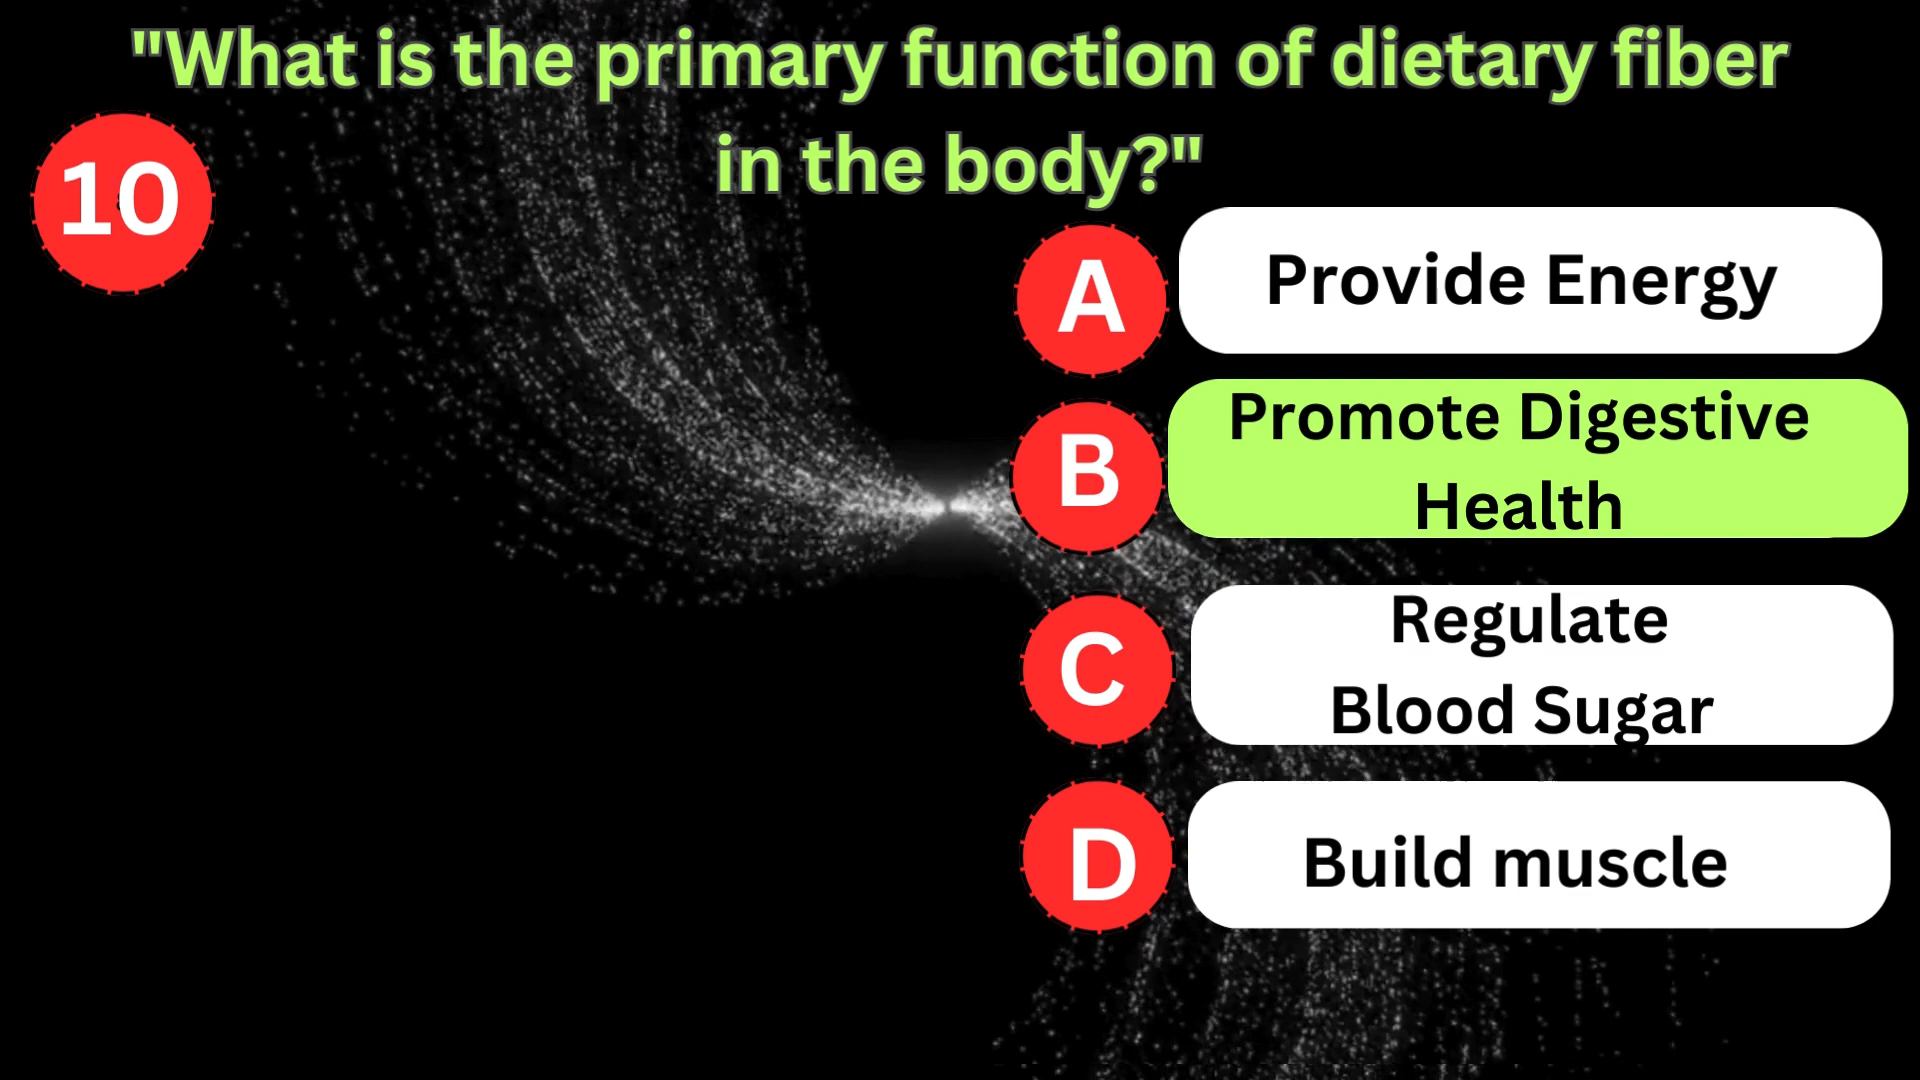 "What is the primary function of dietary fiber
in the body?"
10
A
Provide Energy
B
Promote Digestive
Health
C
Regulate
Blood Sugar
D
Build muscle